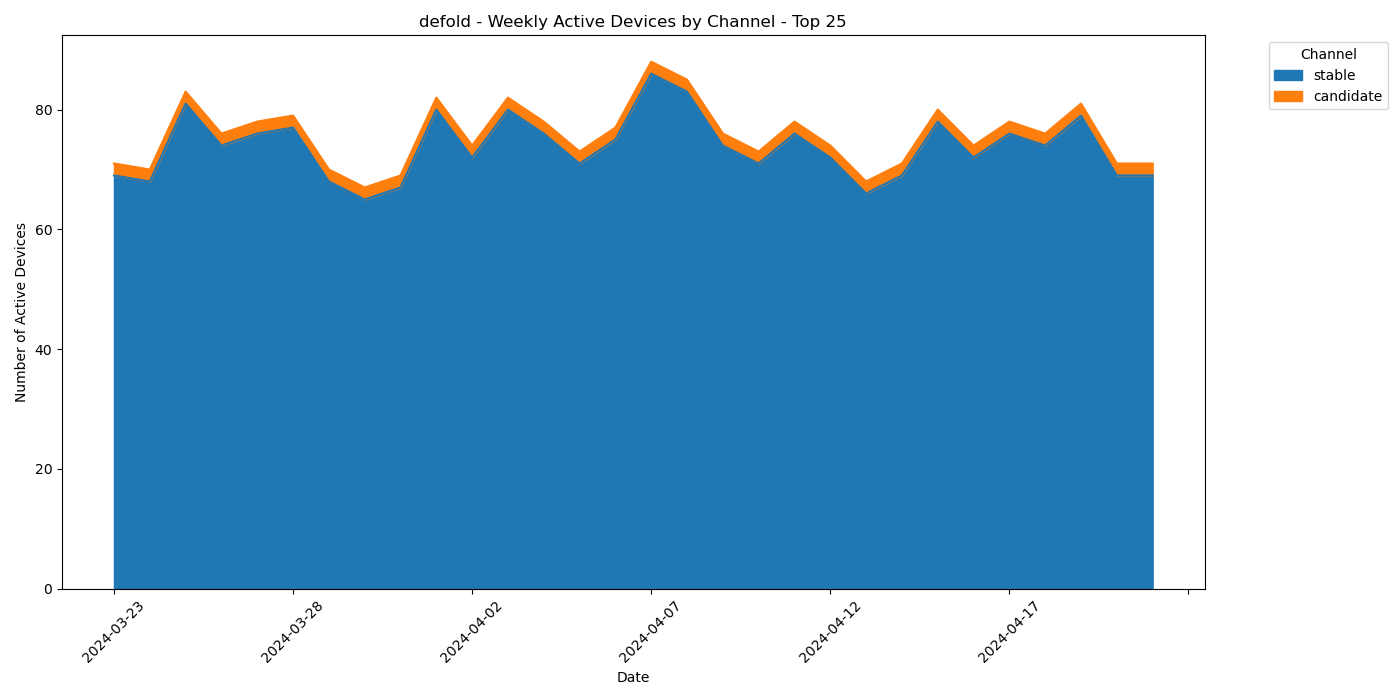 defold - Weekly Active Devices by Channel - Top 25
Channel
stable
candidate
Number of Active Devices
80
60
40
20
0
2024-03-23
2024-03-28
2024-04-02
2024-04-07
2024-04-12
2024-04-17
Date